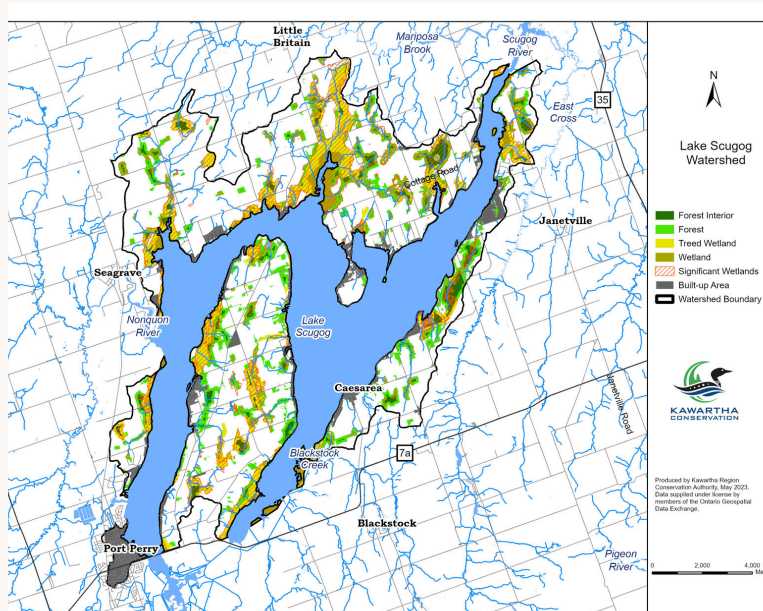 Little
Britain
Mariposa
Brook
Scugog
River
35
East
Cross
Cottage Road
Janetville
Seagrave
Nonquon
River
Lake
Scugog
Caesarea
Blackstock
Creek
7a
Blackstock
Port Perry
Pigeon
River
Janetville Road
N
Lake Scugog
Watershed
Forest Interior
Forest
Treed Wetland
Wetland
Significant Wetlands
Built-up Area
Watershed Boundary
KAWARTHA
CONSERVATION
Produced by Kawartha Region
Conservation Authority, May 2023.
Data supplied under license by
members of the Ontario Geospatial
Data Exchange.
0 2,000 4,000
Me